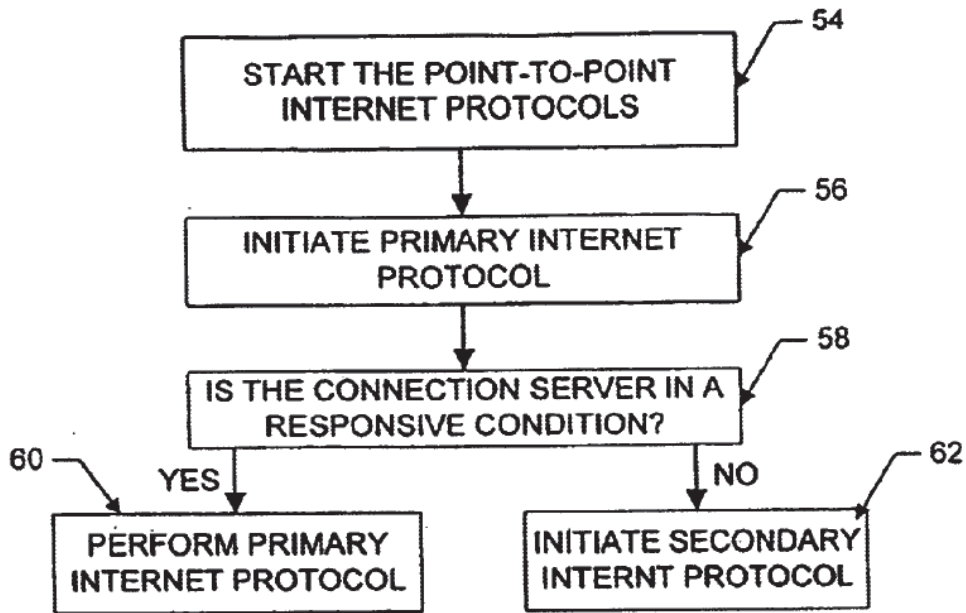 54
START THE POINT-TO-POINT
INTERNET PROTOCOLS
56
INITIATE PRIMARY INTERNET
PROTOCOL
58
IS THE CONNECTION SERVER IN A
RESPONSIVE CONDITION?
60
YES
NO
62
PERFORM PRIMARY
INTERNET PROTOCOL
INITIATE SECONDARY
INTERNT PROTOCOL